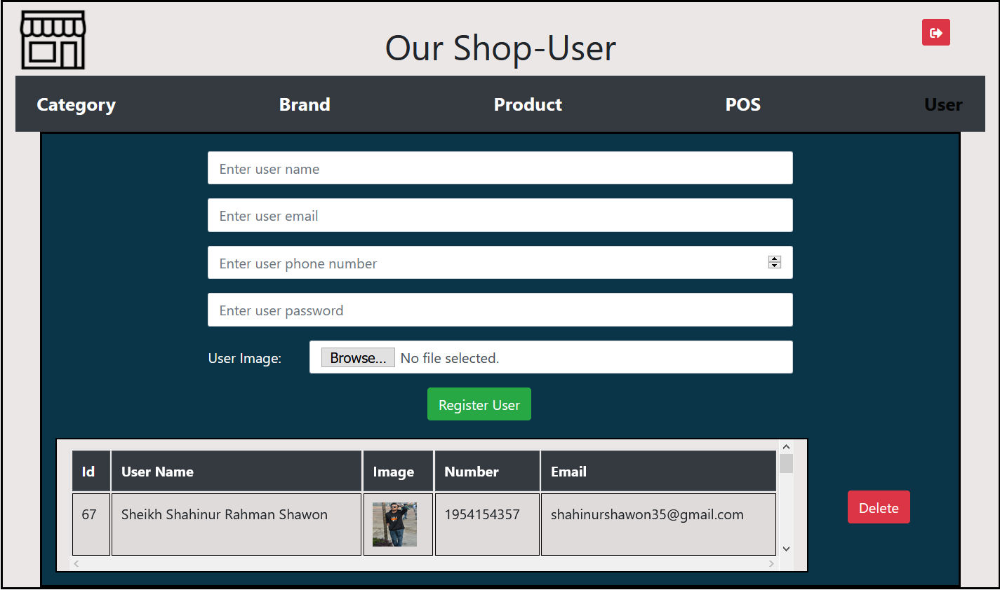 Our Shop-User
Category Brand Product POS User
Enter user name
Enter user email
Enter user phone number
Enter user password
User Image: Browse... No file selected.
Register User
Id User Name Image Number Email
67 Sheikh Shahinur Rahman Shawon 1954154357 shahinurshawon35@gmail.com
Delete